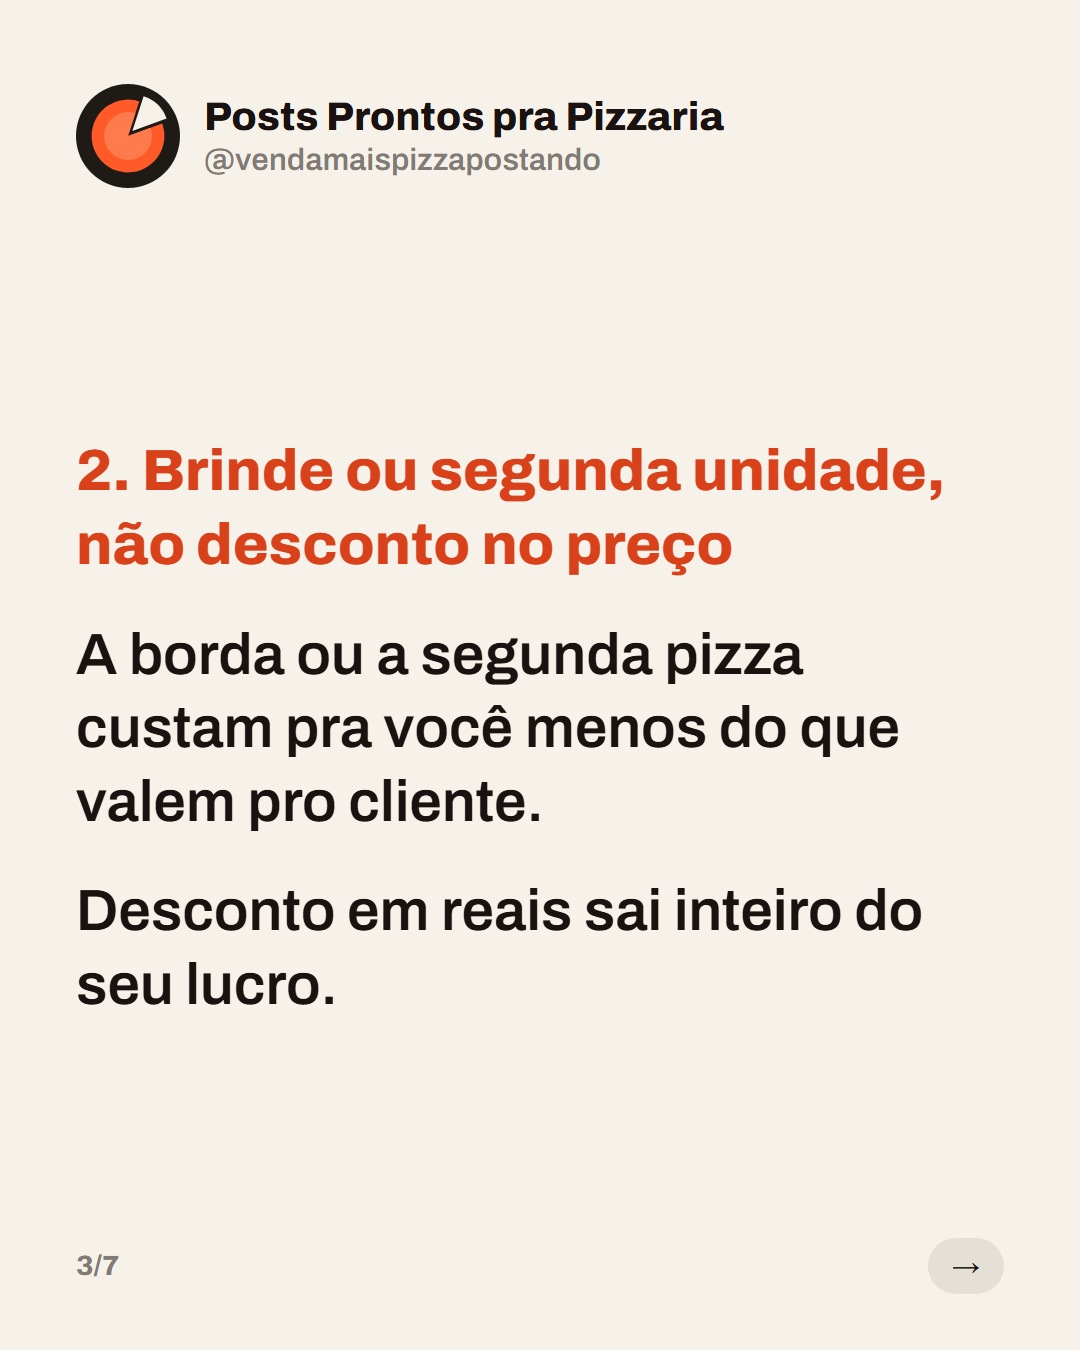 Posts Prontos pra Pizzaria
@vendamaispizzapostando
2. Brinde ou segunda unidade,
não desconto no preço
A borda ou a segunda pizza
custam pra você menos do que
valem pro cliente.
Desconto em reais sai inteiro do
seu lucro.
3/7
→